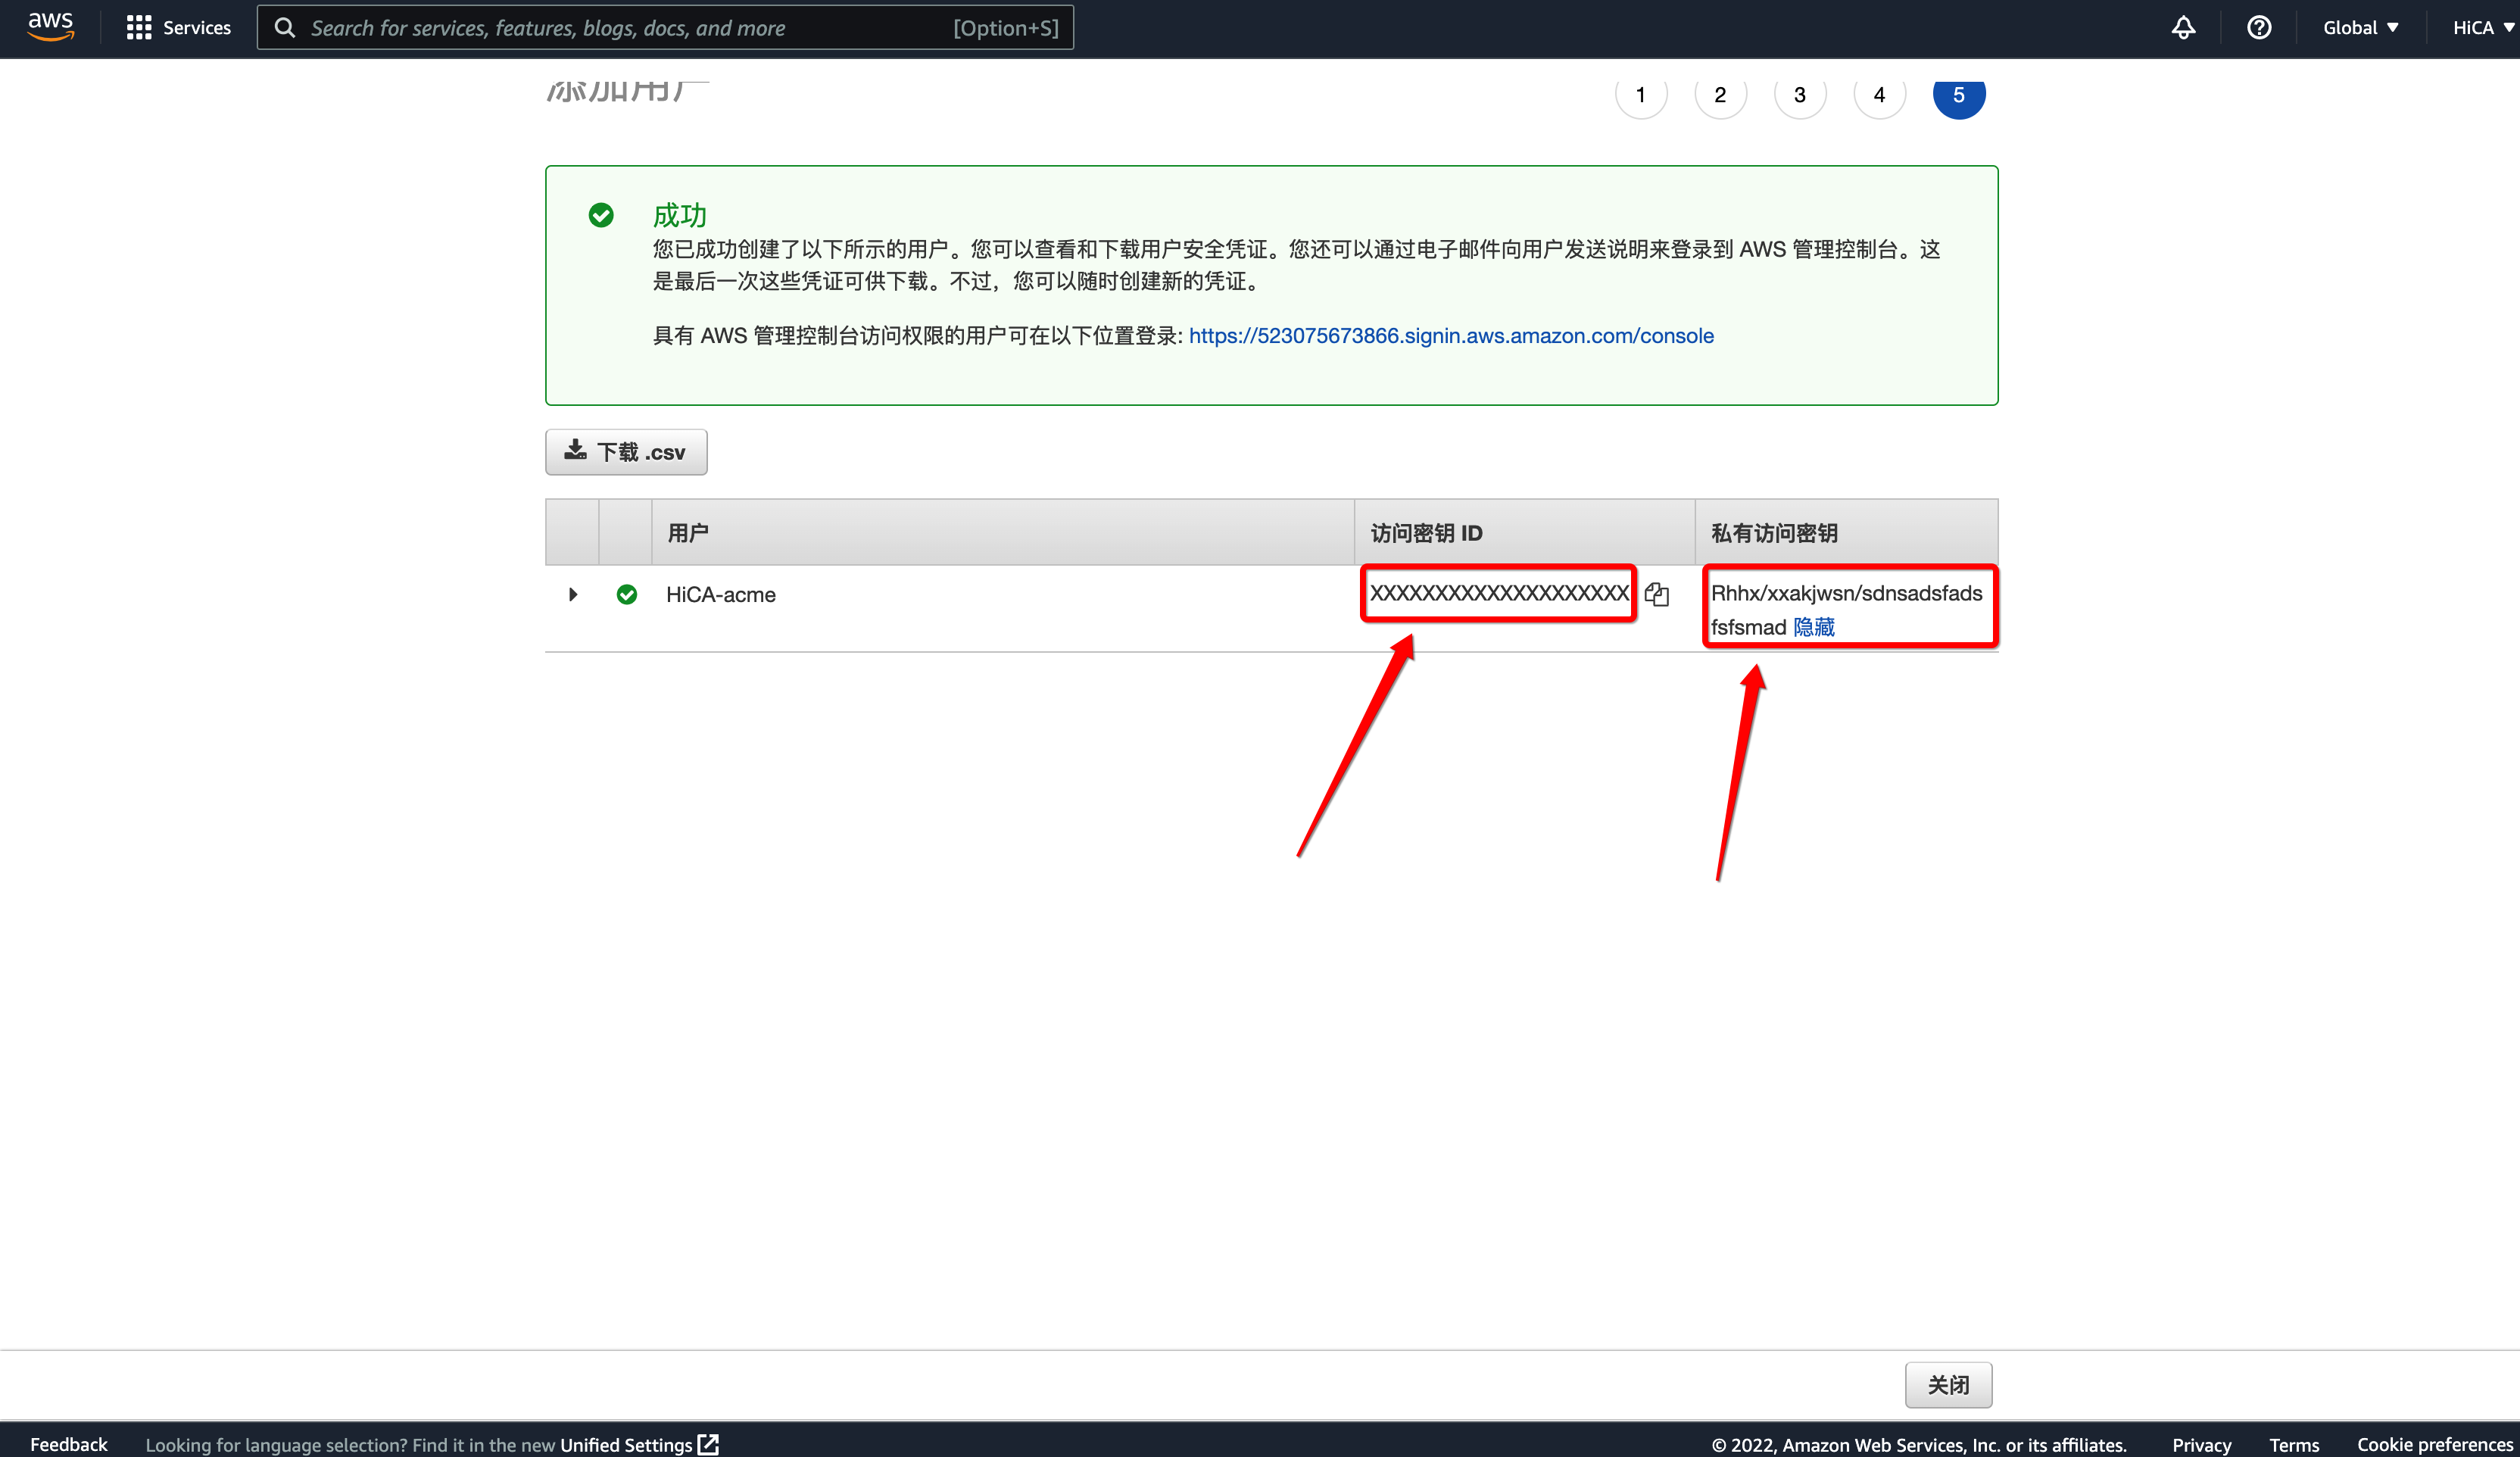 aws Services Search for services, features, blogs, docs, and more [Option+S] Global HiCA
添加用户 1 2 3 4 5
成功
您已成功创建了以下所示的用户。您可以查看和下载用户安全凭证。您还可以通过电子邮件向用户发送说明来登录到 AWS 管理控制台。这
是最后一次这些凭证可供下载。不过，您可以随时创建新的凭证。
具有 AWS 管理控制台访问权限的用户可在以下位置登录: https://523075673866.signin.aws.amazon.com/console
下载 .csv
用户 访问密钥 ID 私有访问密钥
HiCA-acme XXXXXXXXXXXXXXXXXXXX Rhhx/xxakjwsn/sdnsadsfads
fsfsmad 隐藏
关闭
Feedback Looking for language selection? Find it in the new Unified Settings © 2022, Amazon Web Services, Inc. or its affiliates. Privacy Terms Cookie preferences